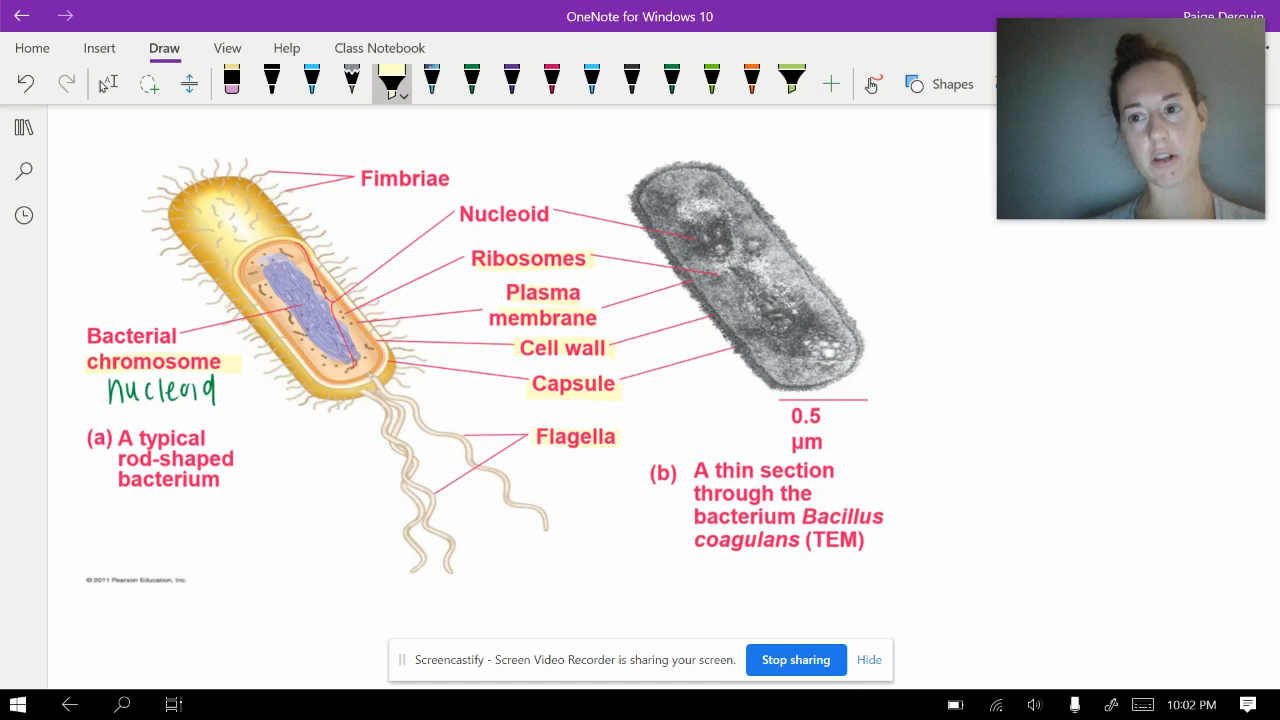 OneNote for Windows 10
Paige Derouin
Home Insert Draw View Help Class Notebook
Shapes
Fimbriae
Nucleoid
Ribosomes
Plasma
membrane
Cell wall
Capsule
Flagella
Bacterial
chromosome
nucleoid
(a) A typical
rod-shaped
bacterium
0.5
µm
(b) A thin section
through the
bacterium Bacillus
coagulans (TEM)
© 2011 Pearson Education, Inc.
Screencastify - Screen Video Recorder is sharing your screen. Stop sharing Hide
10:02 PM